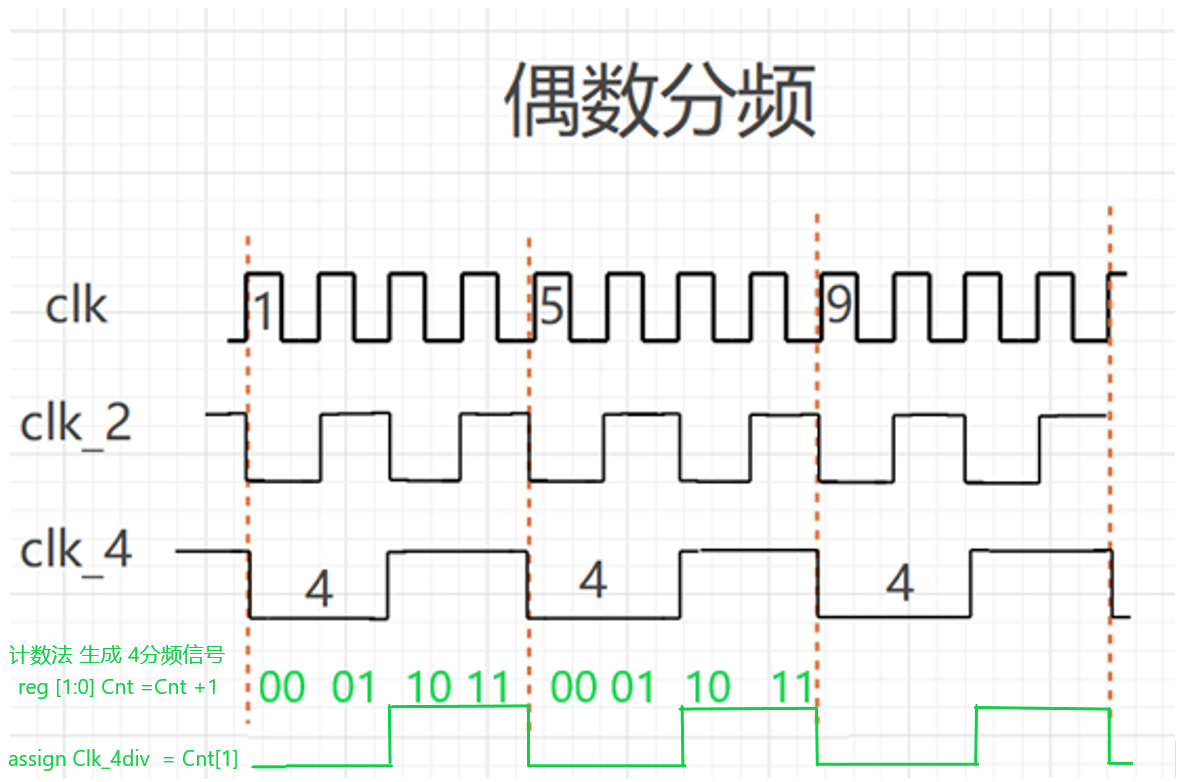 偶数分频
clk
1
5
9
clk_2
clk_4
4
4
4
计数法 生成 4分频信号
reg [1:0] Cnt =Cnt +1
00 01 10 11 00 01 10 11
assign Clk_4div = Cnt[1]